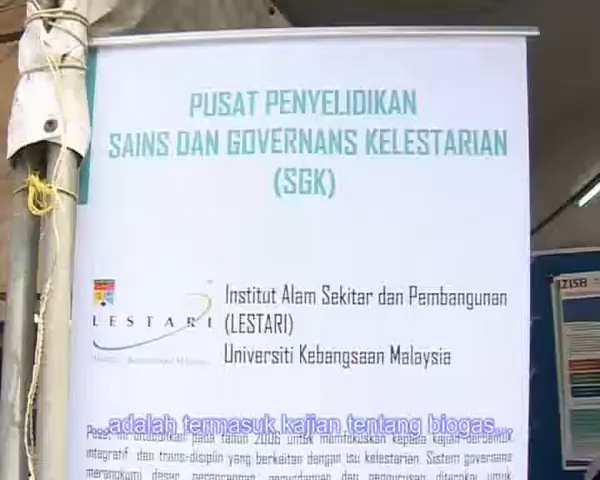 PUSAT PENYELIDIKAN
SAINS DAN GOVERNANS KELESTARIAN
(SGK)
LESTARI
Institut Alam Sekitar dan Pembangunan
(LESTARI)
Universiti Kebangsaan Malaysia
...adalah termasuk kajian tentang biogas...
ini ditubuhkan pada tahun 2006 untuk memfokuskan kepada kajian berbentuk
integratif dan trans-disiplin yang berkaitan dengan isu kelestarian. Sistem governans
merangkumi